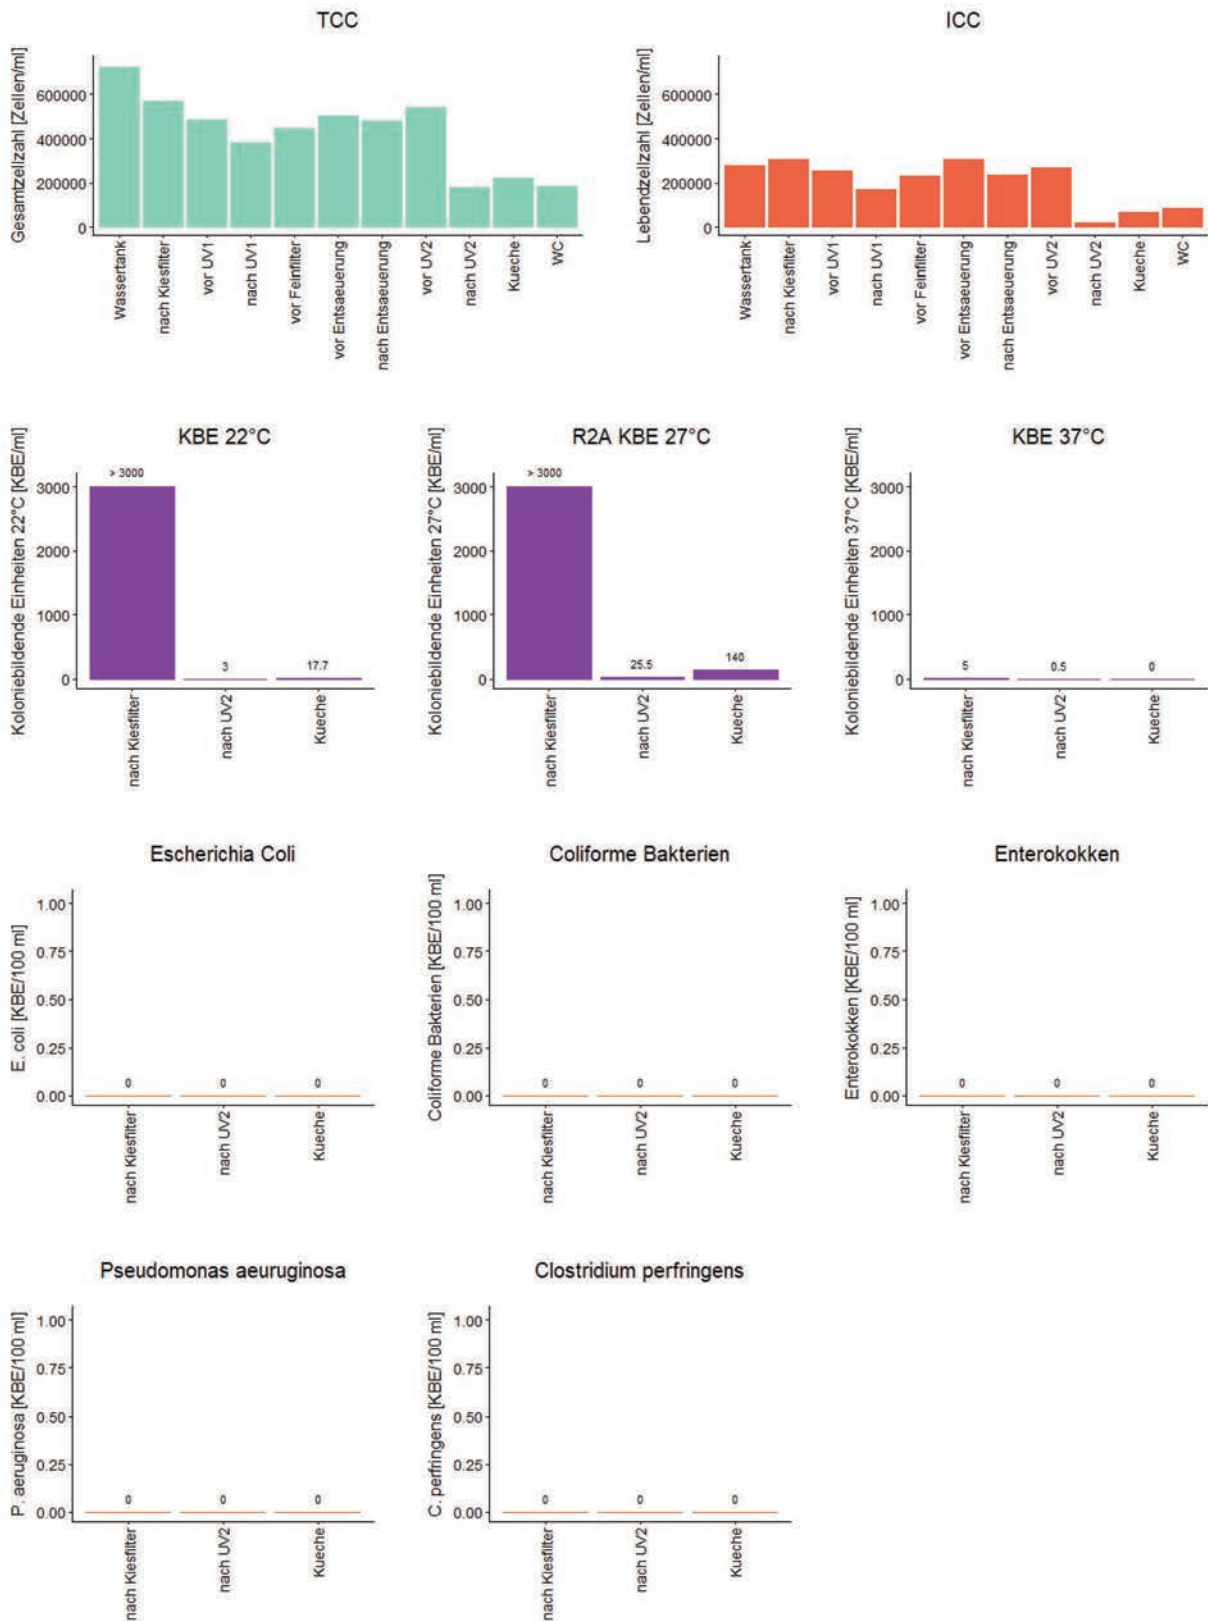 TCC
Gesamtzellzahl [Zellen/ml]
600000
400000
200000
0
Wassertank
nach Kiesfilter
vor UV1
nach UV1
vor Feinfilter
vor Entsaeuerung
nach Entsaeuerung
vor UV2
nach UV2
Kueche
WC
ICC
Lebendzellzahl [Zellen/ml]
600000
400000
200000
0
Wassertank
nach Kiesfilter
vor UV1
nach UV1
vor Feinfilter
vor Entsaeuerung
nach Entsaeuerung
vor UV2
nach UV2
Kueche
WC
KBE 22°C
Koloniebildende Einheiten 22°C [KBE/ml]
3000
2000
1000
0
> 3000
3
17.7
nach Kiesfilter
nach UV2
Kueche
R2A KBE 27°C
Koloniebildende Einheiten 27°C [KBE/ml]
3000
2000
1000
0
> 3000
25.5
140
nach Kiesfilter
nach UV2
Kueche
KBE 37°C
Koloniebildende Einheiten 37°C [KBE/ml]
3000
2000
1000
0
5
0.5
0
nach Kiesfilter
nach UV2
Kueche
Escherichia Coli
E. coli [KBE/100 ml]
1.00
0.75
0.50
0.25
0.00
0
0
0
nach Kiesfilter
nach UV2
Kueche
Coliforme Bakterien
Coliforme Bakterien [KBE/100 ml]
1.00
0.75
0.50
0.25
0.00
0
0
0
nach Kiesfilter
nach UV2
Kueche
Enterokokken
Enterokokken [KBE/100 ml]
1.00
0.75
0.50
0.25
0.00
0
0
0
nach Kiesfilter
nach UV2
Kueche
Pseudomonas aeuruginosa
P. aeruginosa [KBE/100 ml]
1.00
0.75
0.50
0.25
0.00
0
0
0
nach Kiesfilter
nach UV2
Kueche
Clostridium perfringens
C. perfringens [KBE/100 ml]
1.00
0.75
0.50
0.25
0.00
0
0
0
nach Kiesfilter
nach UV2
Kueche